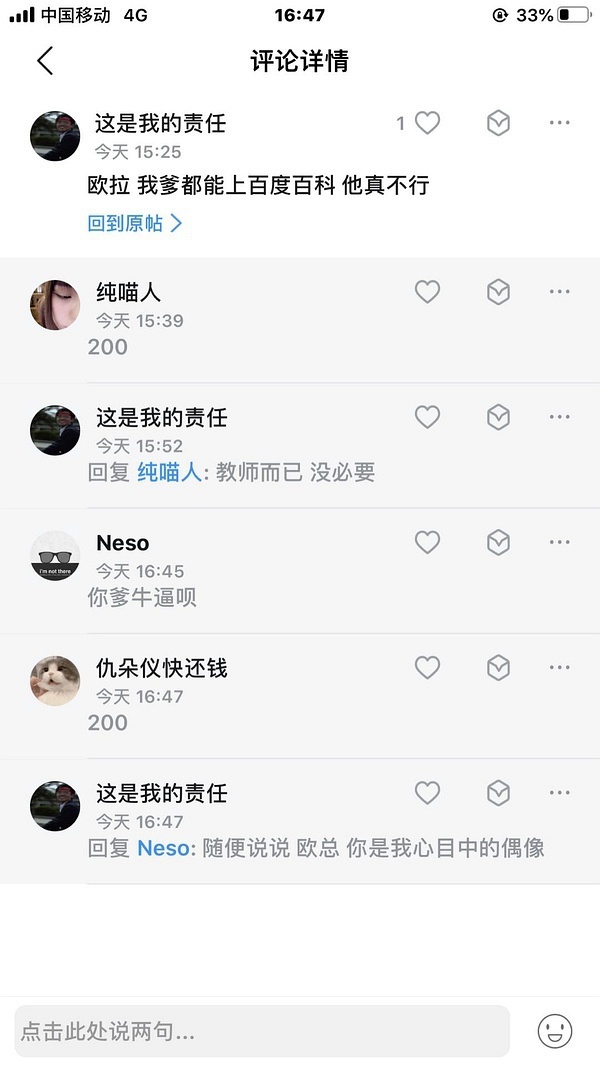 中国移动 4G 16:47 33%
评论详情
这是我的责任 1
今天 15:25
欧拉 我爹都能上百度百科 他真不行
回到原帖
纯喵人
今天 15:39
200
这是我的责任
今天 15:52
回复 纯喵人: 教师而已 没必要
Neso
i'm not there
今天 16:45
你爹牛逼呗
仇朵仪快还钱
今天 16:47
200
这是我的责任
今天 16:47
回复 Neso: 随便说说 欧总 你是我心目中的偶像
点击此处说两句...